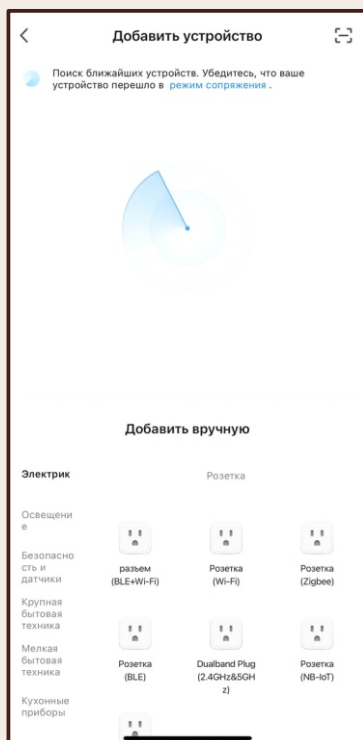 Добавить устройство
Поиск ближайших устройств. Убедитесь, что ваше
устройство перешло в режим сопряжения .
Добавить вручную
Электрик
Розетка
Освещени
е
Безопасно
сть и
датчики
Крупная
бытовая
техника
Мелкая
бытовая
техника
Кухонные
приборы
разъем
(BLE+Wi-Fi)
Розетка
(Wi-Fi)
Розетка
(Zigbee)
Розетка
(BLE)
Dualband Plug
(2.4GHz&5GH
z)
Розетка
(NB-IoT)